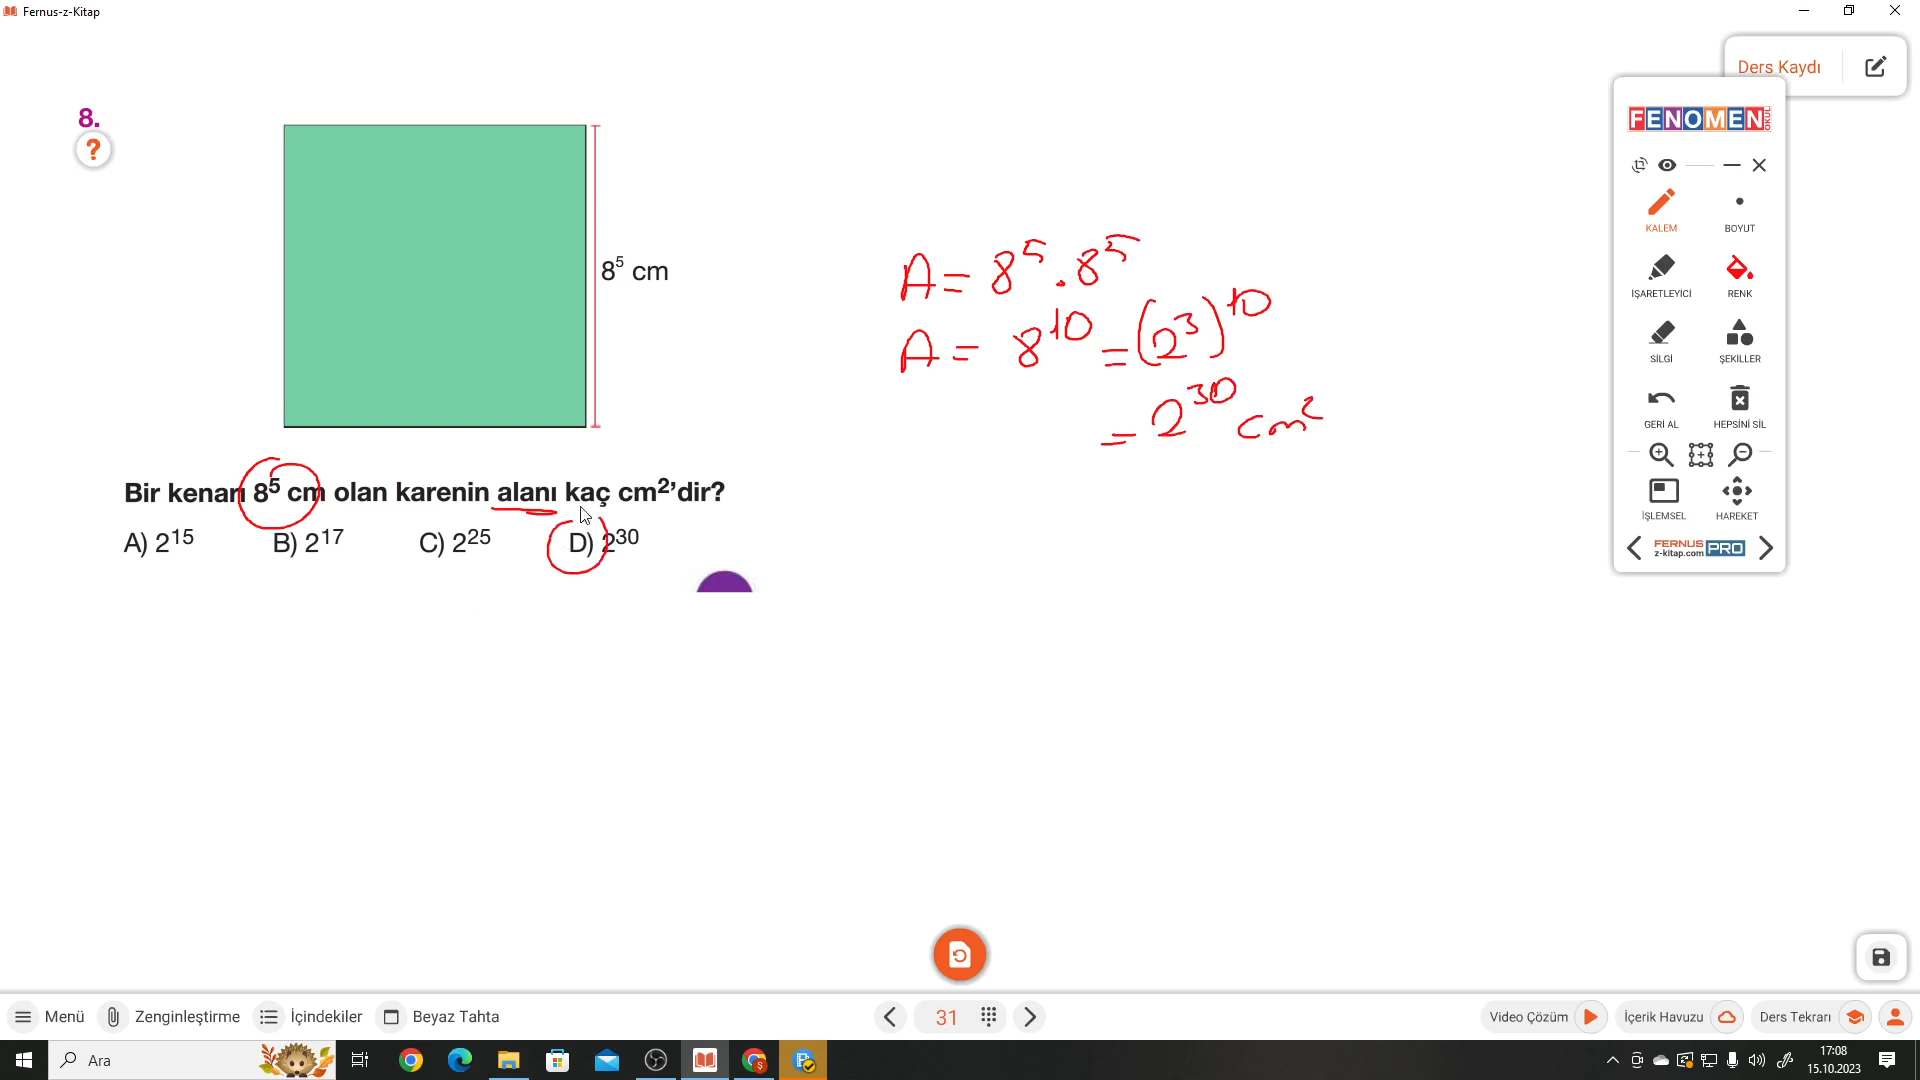 Fernus-z-Kitap
Ders Kaydı
FENOMEN OKUL
KALEM
BOYUT
İŞARETLEYİCİ
RENK
SİLGİ
ŞEKİLLER
GERİ AL
HEPSİNİ SİL
İŞLEMSEL
HAREKET
FERNUS z-kitap.com PRO
8.
?
8⁵ cm
A = 8⁵ . 8⁵
A = 8¹⁰ = (2³)¹⁰
= 2³⁰ cm²
Bir kenarı 8⁵ cm olan karenin alanı kaç cm²’dir?
A) 2¹⁵ B) 2¹⁷ C) 2²⁵ D) 2³⁰
Menü Zenginleştirme İçindekiler Beyaz Tahta 31 Video Çözüm İçerik Havuzu Ders Tekrarı
Ara
17:08
15.10.2023